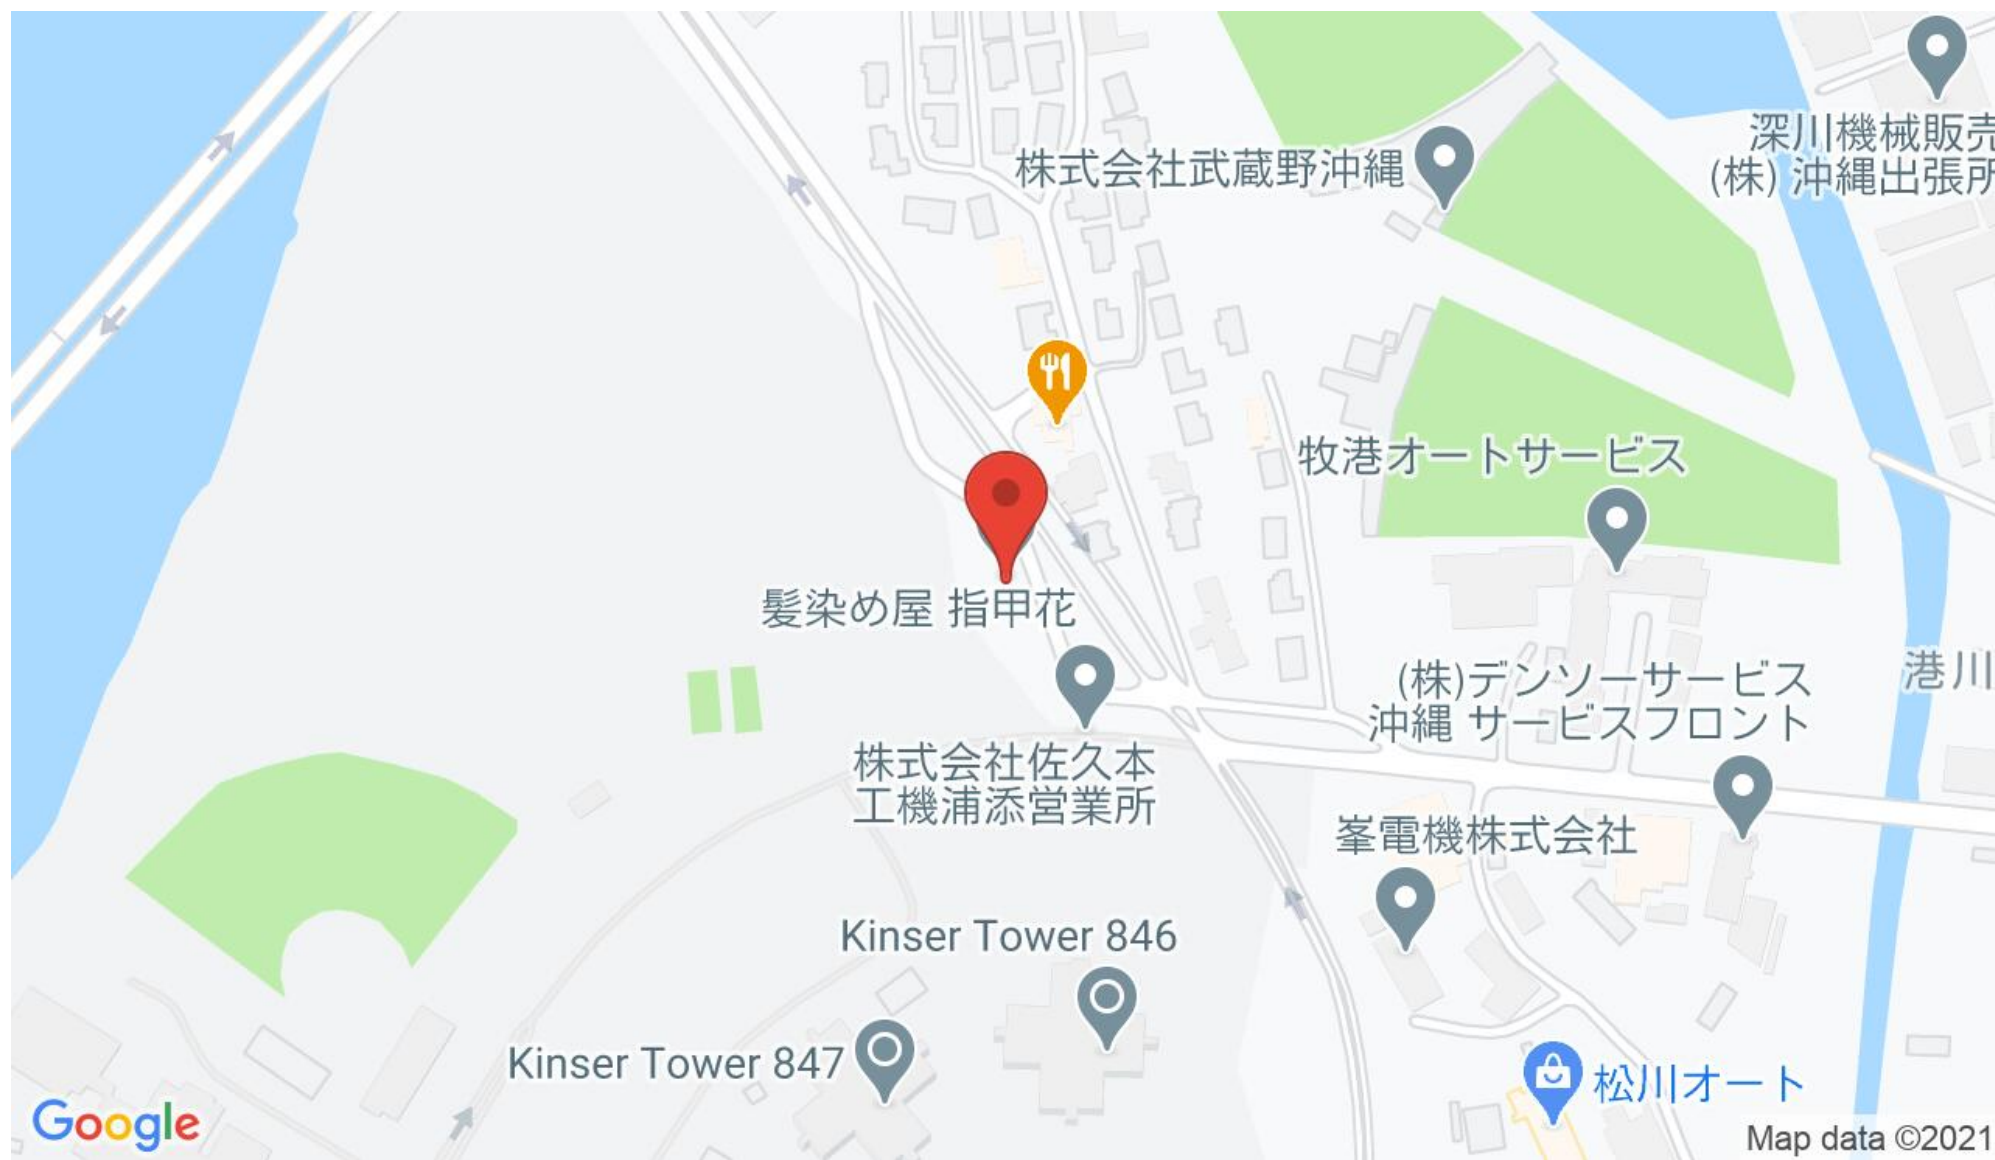 深川機械販売
(株) 沖縄出張所
株式会社武蔵野沖縄
牧港オートサービス
髪染め屋 指甲花
(株)デンソーサービス
沖縄 サービスフロント
港川
株式会社佐久本
工機浦添営業所
峯電機株式会社
Kinser Tower 846
Kinser Tower 847
松川オート
Google
Map data ©2021